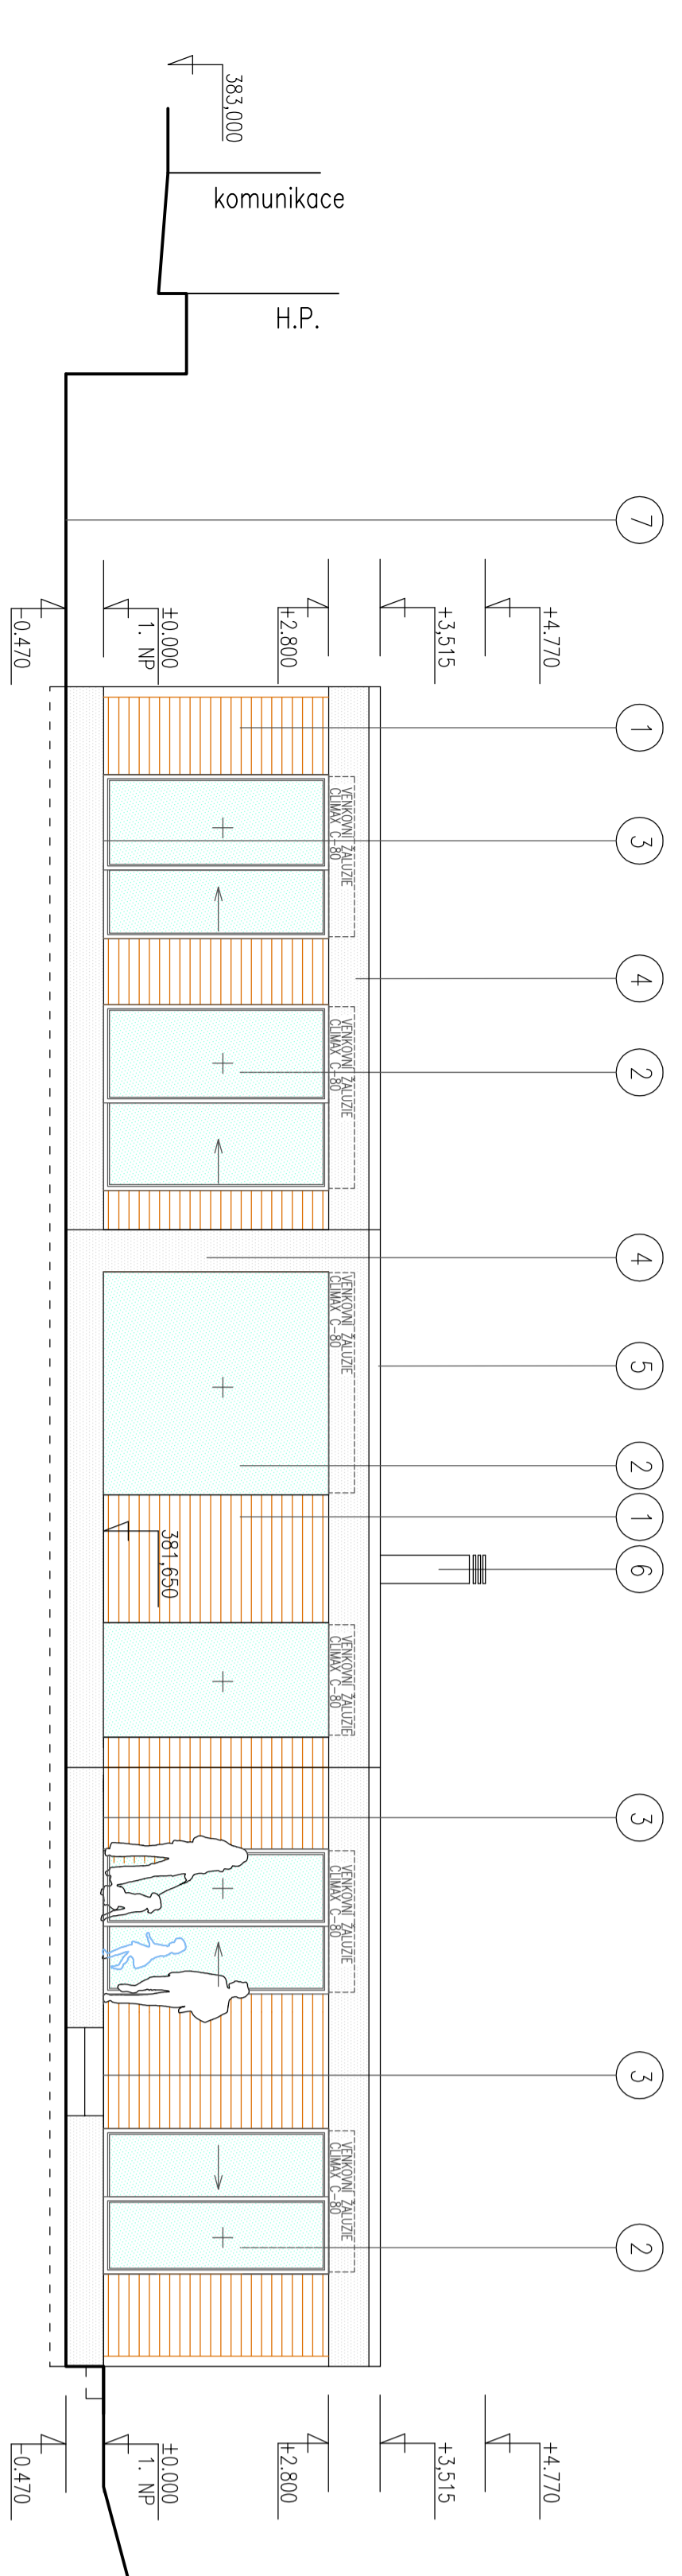 383,000
komunikace
H.P.
7
+4.770
+3,515
+2.800
±0.000
1. NP
-0.470
1
3
4
2
4
5
2
1
6
3
3
2
VENKOVNÍ ŽALUZIE
CLIMAX C-80
VENKOVNÍ ŽALUZIE
CLIMAX C-80
VENKOVNÍ ŽALUZIE
CLIMAX C-80
381,650
VENKOVNÍ ŽALUZIE
CLIMAX C-80
VENKOVNÍ ŽALUZIE
CLIMAX C-80
VENKOVNÍ ŽALUZIE
CLIMAX C-80
+4.770
+3,515
+2.800
±0.000
1. NP
-0.470